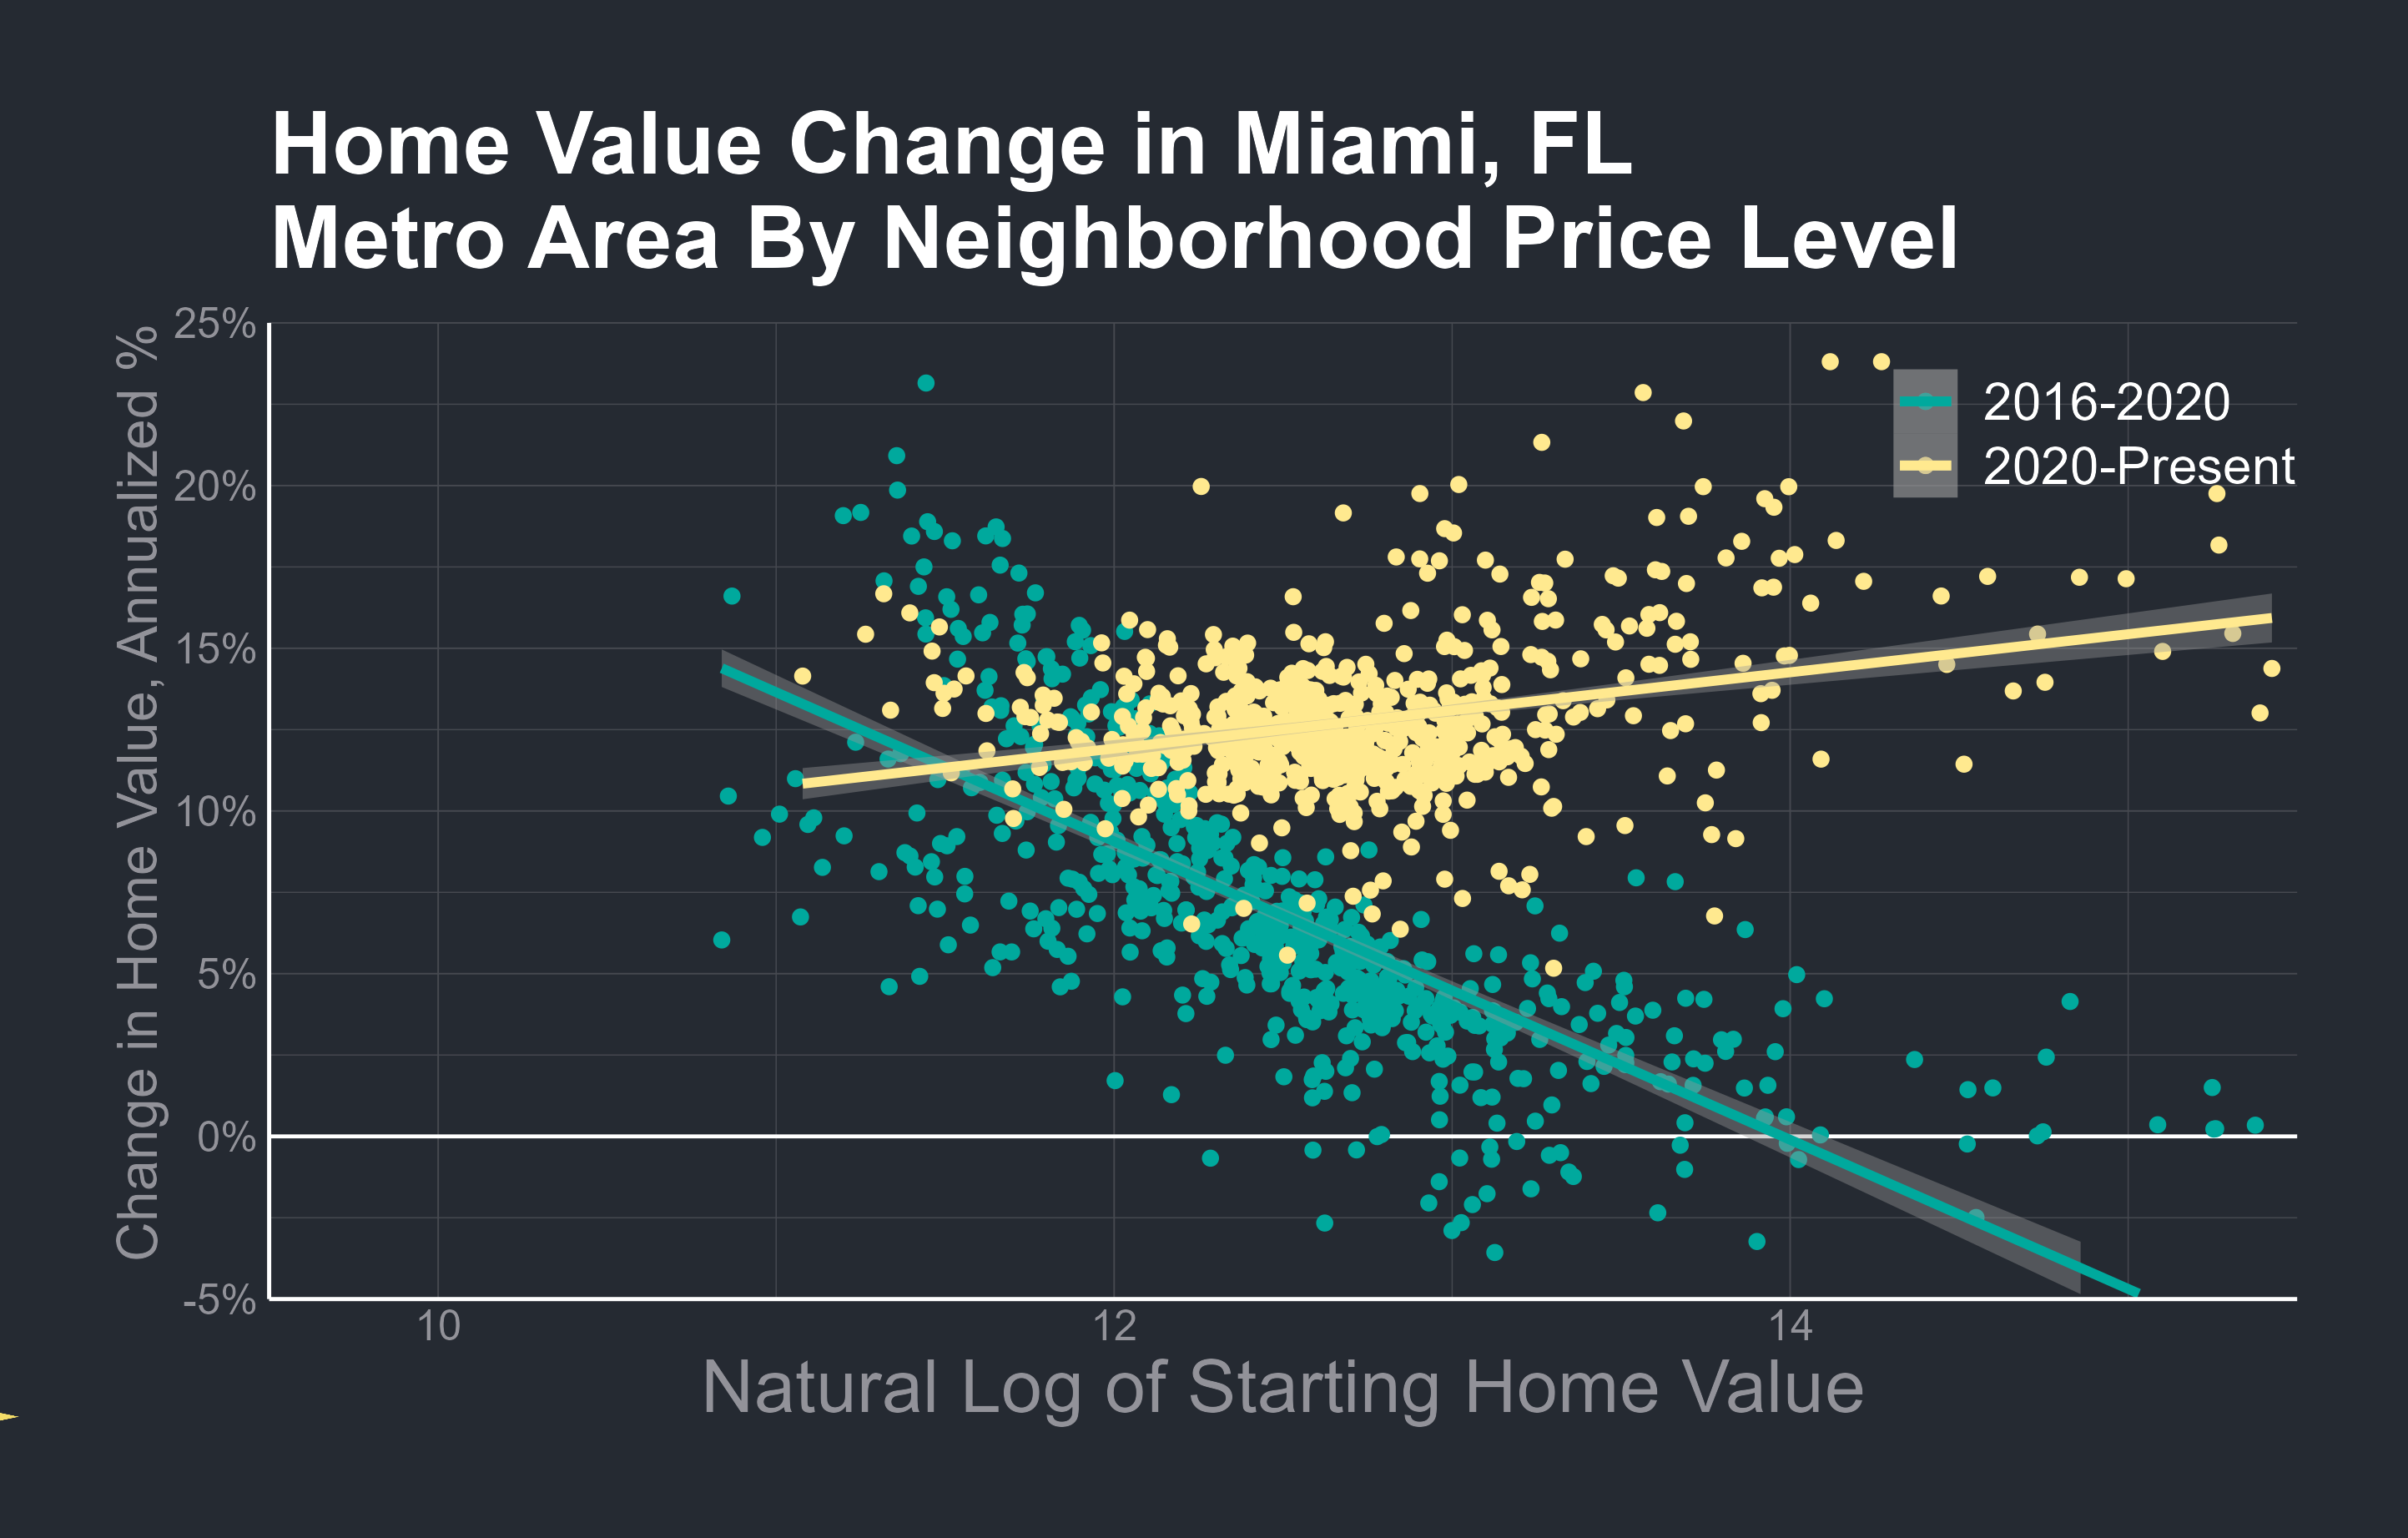 Home Value Change in Miami, FL
Metro Area By Neighborhood Price Level
Change in Home Value, Annualized %
25%
20%
15%
10%
5%
0%
-5%
2016-2020
2020-Present
10
12
14
Natural Log of Starting Home Value